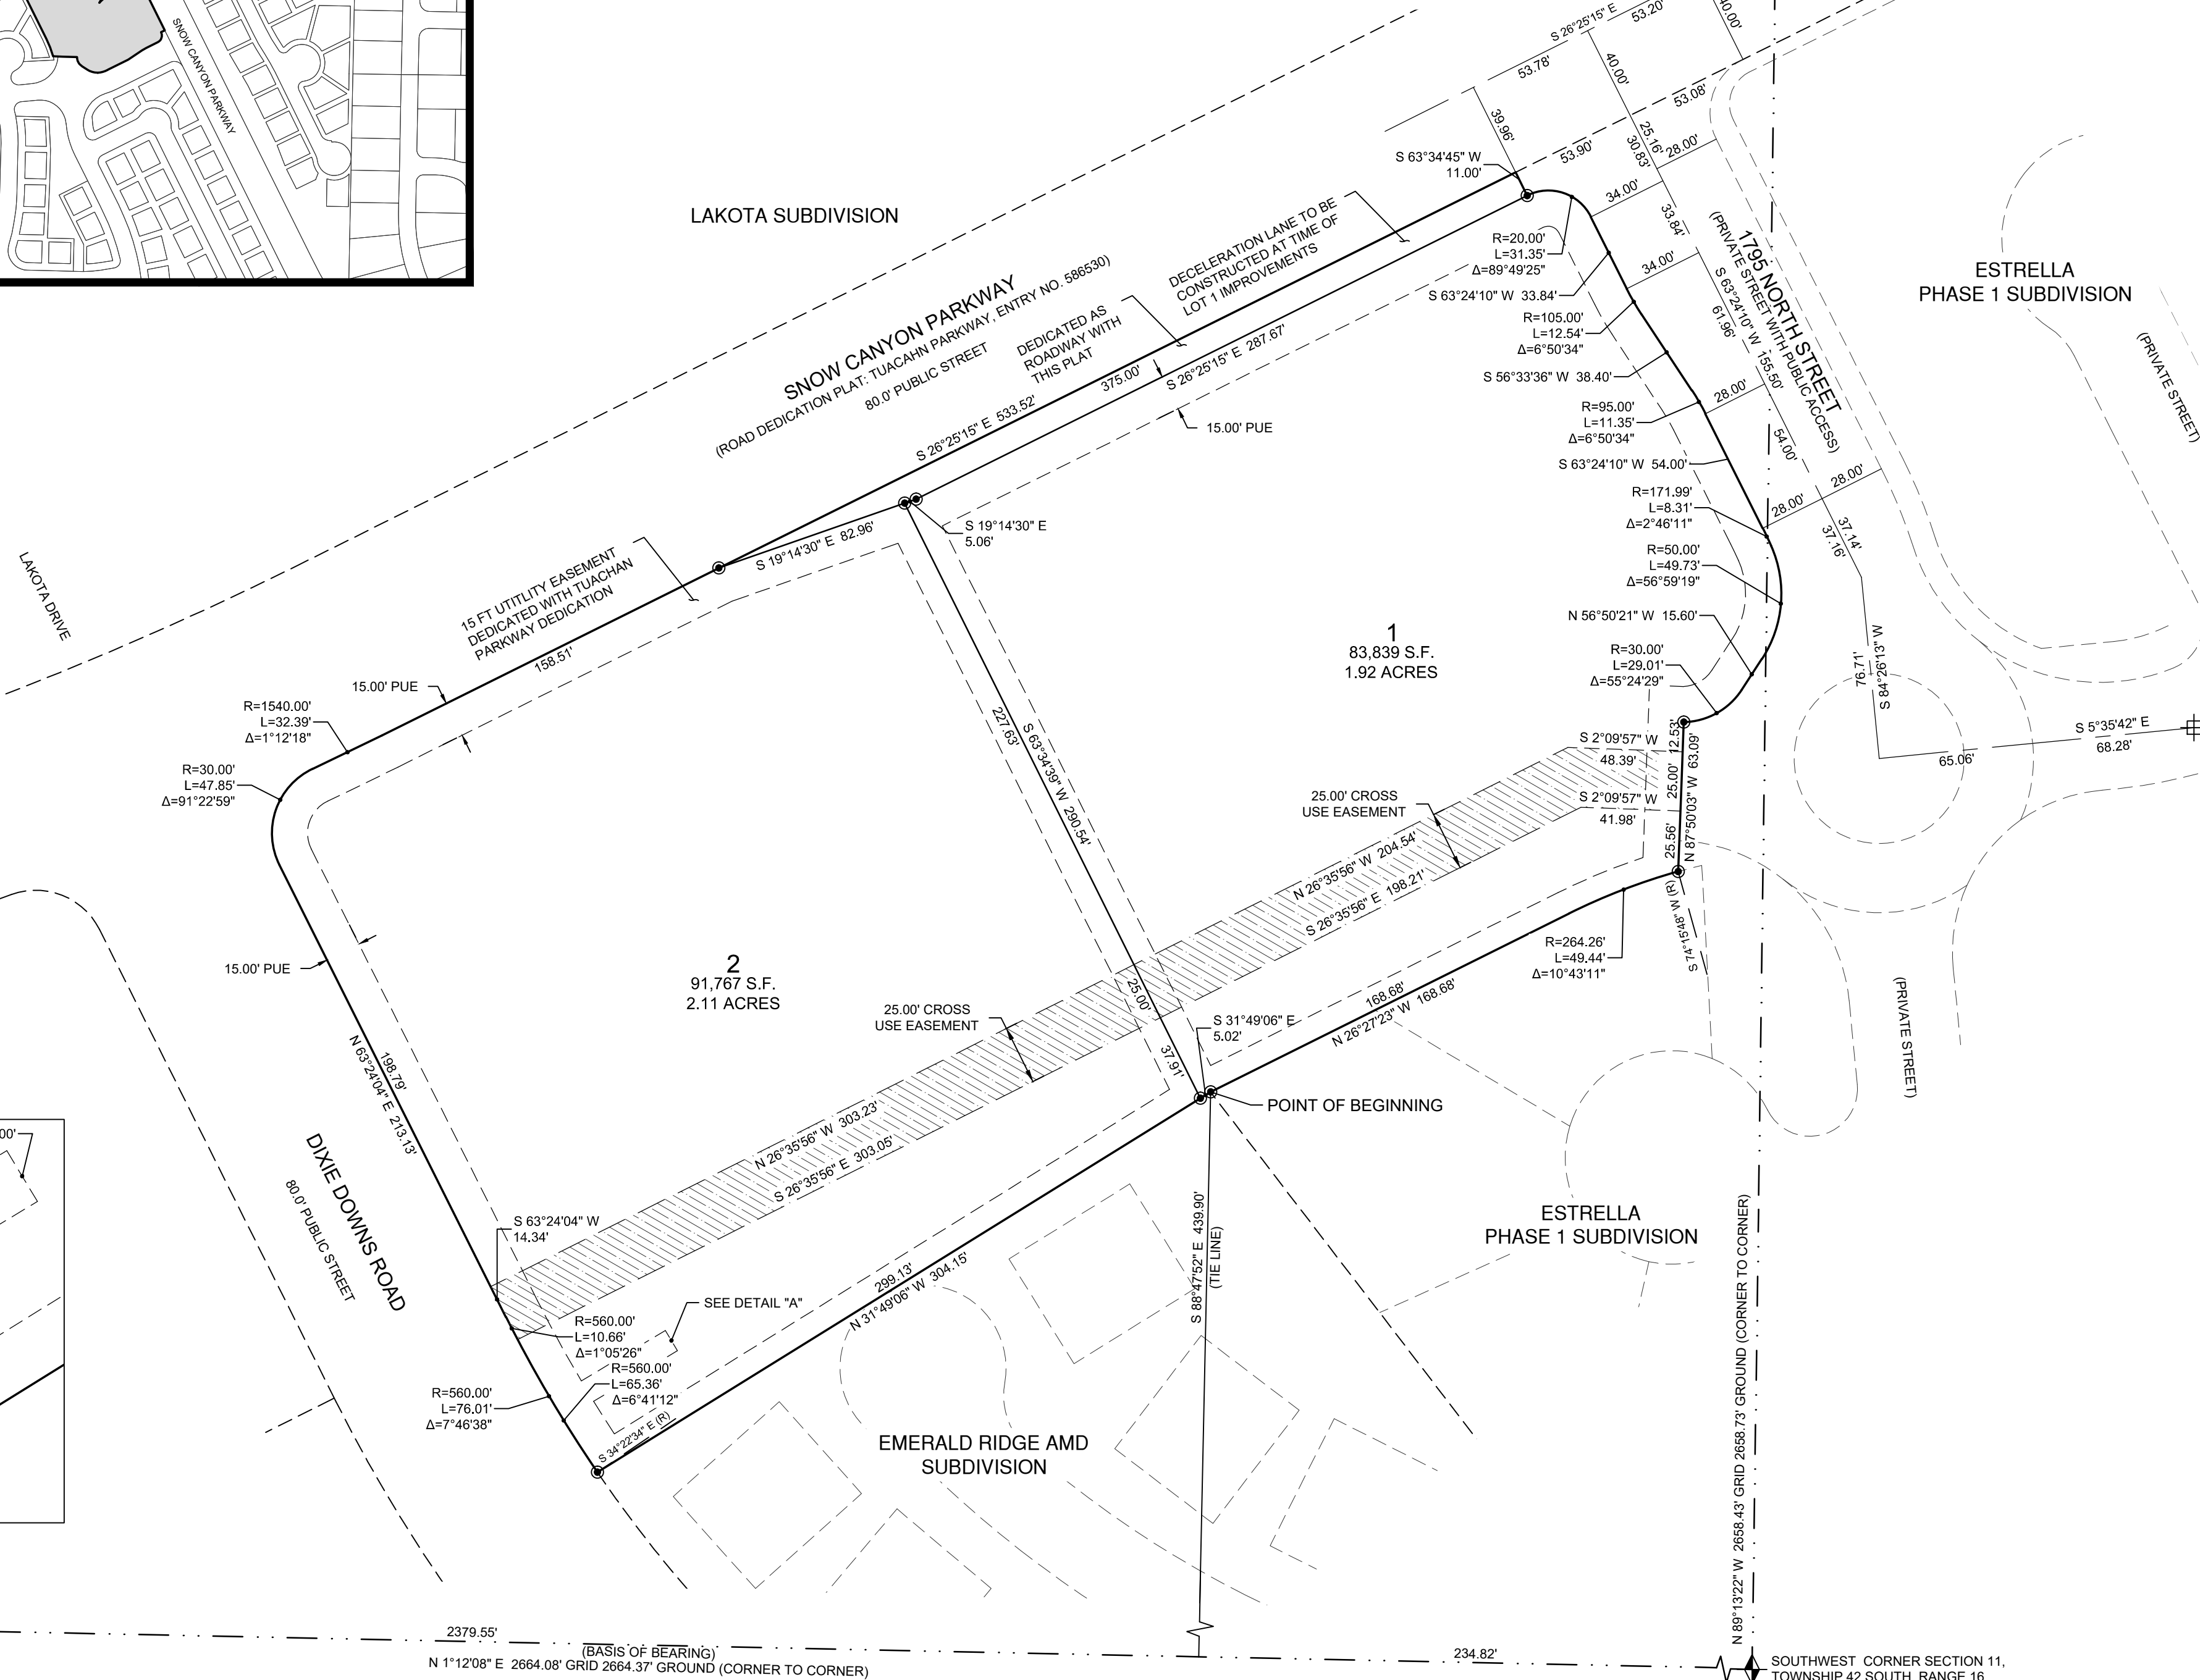 SNOW CANYON PARKWAY
LAKOTA SUBDIVISION
S 26°25'15" E
53.20'
40.00'
53.78'
40.00'
39.96'
53.08'
53.90'
25.16'
30.83'
28.00'
S 63°34'45" W
11.00'
34.00'
33.84'
34.00'
DECELERATION LANE TO BE
CONSTRUCTED AT TIME OF
LOT 1 IMPROVEMENTS
DEDICATED AS
ROADWAY WITH
THIS PLAT
SNOW CANYON PARKWAY
(ROAD DEDICATION PLAT: TUACAHN PARKWAY, ENTRY NO. 586530)
80.0' PUBLIC STREET
375.00'
S 26°25'15" E  533.52'
S 26°25'15" E  287.67'
15.00' PUE
R=20.00'
L=31.35'
Δ=89°49'25"
S 63°24'10" W  33.84'
R=105.00'
L=12.54'
Δ=6°50'34"
S 56°33'36" W  38.40'
R=95.00'
L=11.35'
Δ=6°50'34"
S 63°24'10" W  54.00'
R=171.99'
L=8.31'
Δ=2°46'11"
R=50.00'
L=49.73'
Δ=56°59'19"
N 56°50'21" W  15.60'
R=30.00'
L=29.01'
Δ=55°24'29"
1795 NORTH STREET
(PRIVATE STREET WITH PUBLIC ACCESS)
S 63°24'10" W  155.50'
61.96'
28.00'
54.00'
28.00'
28.00'
37.14'
37.16'
S 84°26'13" W
76.71'
S 5°35'42" E
68.28'
65.06'
ESTRELLA
PHASE 1 SUBDIVISION
(PRIVATE STREET)
LAKOTA DRIVE
15 FT UTITLITY EASEMENT
DEDICATED WITH TUACHAN
PARKWAY DEDICATION
S 19°14'30" E  82.96'
S 19°14'30" E
5.06'
158.51'
15.00' PUE
R=1540.00'
L=32.39'
Δ=1°12'18"
R=30.00'
L=47.85'
Δ=91°22'59"
15.00' PUE
1
83,839 S.F.
1.92 ACRES
227.63'
S 63°34'39" W  290.54'
25.00'
37.91'
S 2°09'57" W
48.39'
S 2°09'57" W
41.98'
12.53'
25.00'
25.56'
N 87°50'03" W  63.09'
25.00' CROSS
USE EASEMENT
N 26°35'56" W  204.54'
S 26°35'56" E  198.21'
S 74°15'48" W (R)
R=264.26'
L=49.44'
Δ=10°43'11"
168.68'
N 26°27'23" W  168.68'
(PRIVATE STREET)
2
91,767 S.F.
2.11 ACRES
25.00' CROSS
USE EASEMENT
S 31°49'06" E
5.02'
POINT OF BEGINNING
N 26°35'56" W  303.23'
S 26°35'56" E  303.05'
198.79'
N 63°24'04" E  213.13'
DIXIE DOWNS ROAD
80.0' PUBLIC STREET
S 63°24'04" W
14.34'
SEE DETAIL "A"
R=560.00'
L=10.66'
Δ=1°05'26"
R=560.00'
L=65.36'
Δ=6°41'12"
R=560.00'
L=76.01'
Δ=7°46'38"
S 34°22'34" E (R)
299.13'
N 31°49'06" W  304.15'
S 88°47'52" E  439.90'
(TIE LINE)
ESTRELLA
PHASE 1 SUBDIVISION
EMERALD RIDGE AMD
SUBDIVISION
N 89°13'22" W  2658.43' GRID 2658.73' GROUND (CORNER TO CORNER)
2379.55'
(BASIS OF BEARING)
N 1°12'08" E  2664.08' GRID 2664.37' GROUND (CORNER TO CORNER)
234.82'
SOUTHWEST  CORNER SECTION 11,
TOWNSHIP 42 SOUTH, RANGE 16